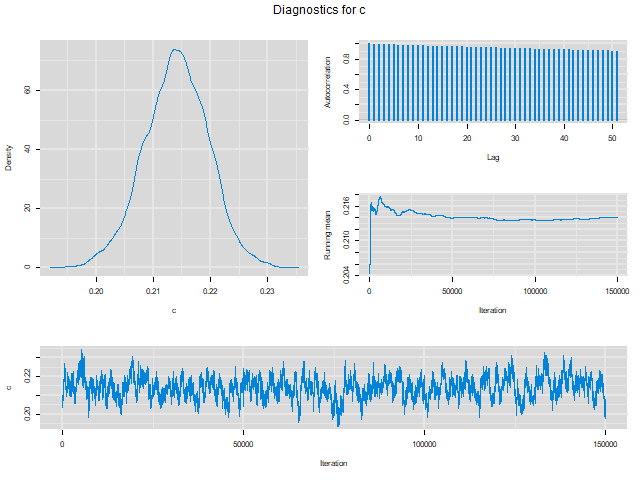 Diagnostics for c
Density
0 20 40 60
0.20 0.21 0.22 0.23
c
Autocorrelation
0.0 0.4 0.8
0 10 20 30 40 50
Lag
Running mean
0.204 0.210 0.216
0 50000 100000 150000
Iteration
c
0.20 0.22
0 50000 100000 150000
Iteration